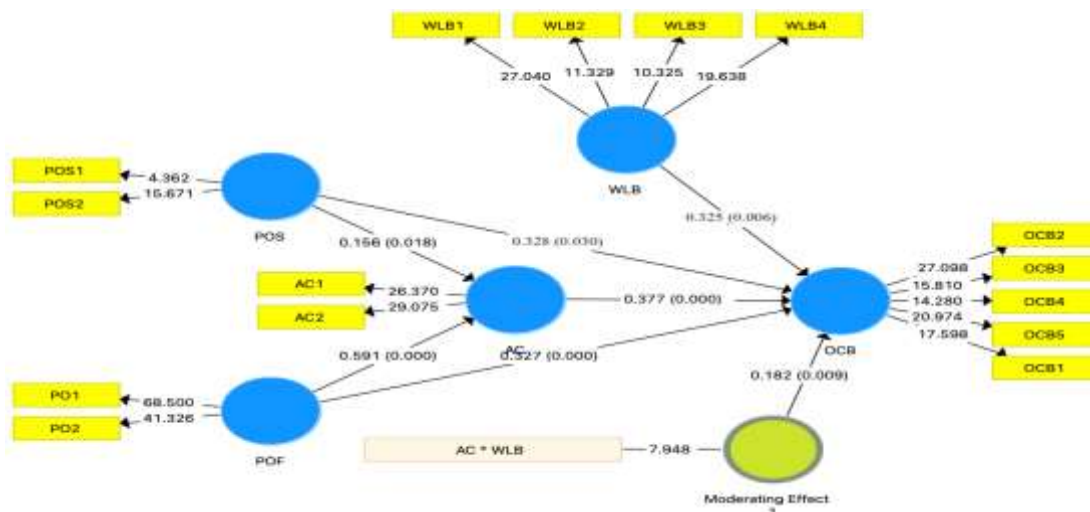 WLB1
WLB2
WLB3
WLB4
27.040
11.329
10.325
19.638
WLB
POS1
POS2
4.362
15.671
POS
0.156 (0.018)
0.328 (0.030)
0.325 (0.006)
AC1
AC2
26.370
29.075
AC
0.377 (0.000)
0.591 (0.000)
0.327 (0.000)
OCB
27.098
15.810
14.280
20.974
17.598
OCB2
OCB3
OCB4
OCB5
OCB1
PO1
PO2
68.500
41.326
POF
0.182 (0.009)
AC * WLB
7.948
Moderating Effect